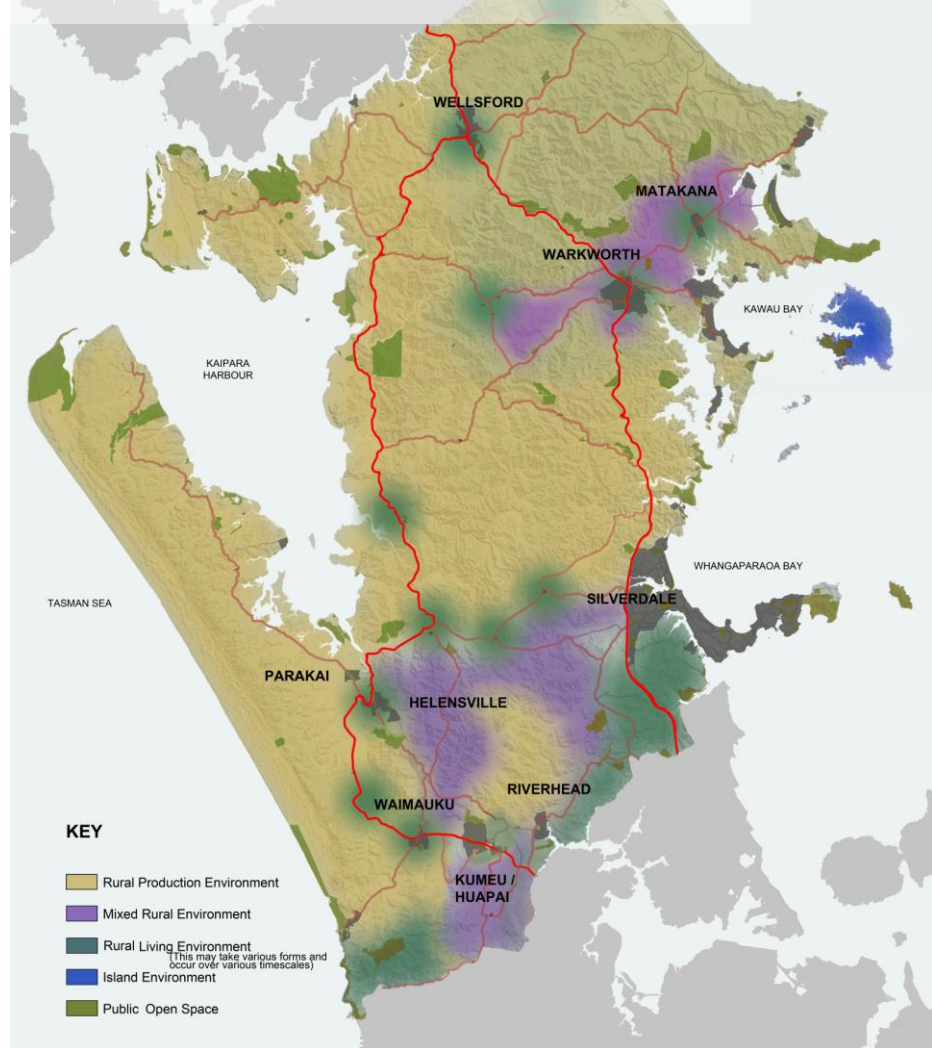 WELLSFORD
MATAKANA
WARKWORTH
KAWAU BAY
KAIPARA
HARBOUR
WHANGAPARAOA BAY
TASMAN SEA
SILVERDALE
PARAKAI
HELENSVILLE
RIVERHEAD
WAIMAUKU
KUMEU /
HUAPAI
KEY
Rural Production Environment
Mixed Rural Environment
Rural Living Environment
(This may take various forms and
occur over various timescales)
Island Environment
Public Open Space